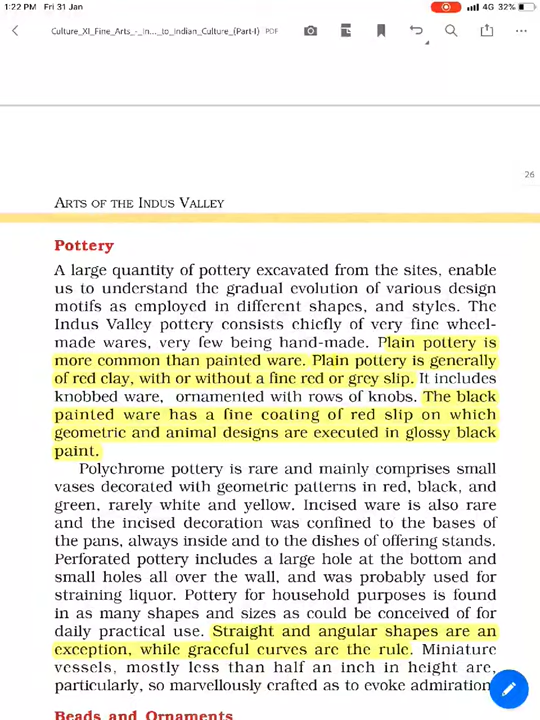 1:22 PM Fri 31 Jan
4G 32%
Culture_XI_Fine_Arts_-_In..._to_Indian_Culture_(Part-I) PDF
26
ARTS OF THE INDUS VALLEY
Pottery
A large quantity of pottery excavated from the sites, enable
us to understand the gradual evolution of various design
motifs as employed in different shapes, and styles. The
Indus Valley pottery consists chiefly of very fine wheel-
made wares, very few being hand-made. Plain pottery is
more common than painted ware. Plain pottery is generally
of red clay, with or without a fine red or grey slip. It includes
knobbed ware, ornamented with rows of knobs. The black
painted ware has a fine coating of red slip on which
geometric and animal designs are executed in glossy black
paint.
Polychrome pottery is rare and mainly comprises small
vases decorated with geometric patterns in red, black, and
green, rarely white and yellow. Incised ware is also rare
and the incised decoration was confined to the bases of
the pans, always inside and to the dishes of offering stands.
Perforated pottery includes a large hole at the bottom and
small holes all over the wall, and was probably used for
straining liquor. Pottery for household purposes is found
in as many shapes and sizes as could be conceived of for
daily practical use. Straight and angular shapes are an
exception, while graceful curves are the rule. Miniature
vessels, mostly less than half an inch in height are,
particularly, so marvellously crafted as to evoke admiration
Beads and Ornaments